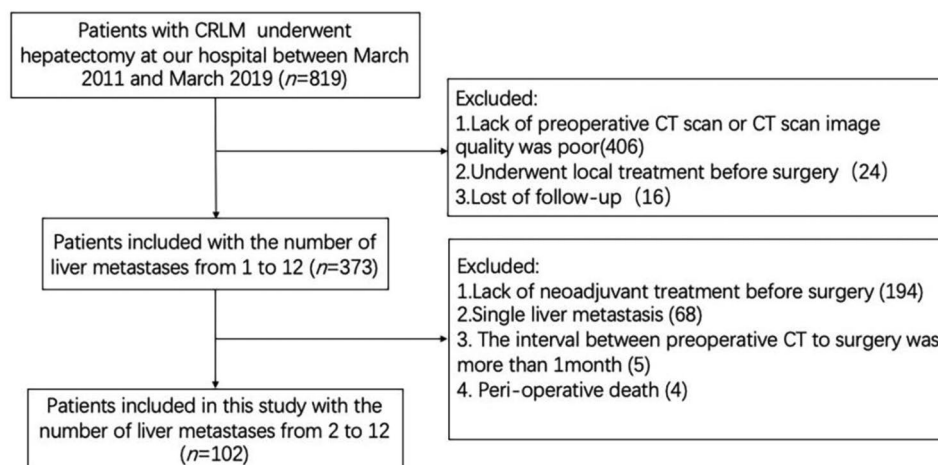 Patients with CRLM underwent
hepatectomy at our hospital between March
2011 and March 2019 (n=819)
Excluded:
1.Lack of preoperative CT scan or CT scan image
quality was poor(406)
2.Underwent local treatment before surgery (24)
3.Lost of follow-up (16)
Patients included with the number of
liver metastases from 1 to 12 (n=373)
Excluded:
1.Lack of neoadjuvant treatment before surgery (194)
2.Single liver metastasis (68)
3. The interval between preoperative CT to surgery was
more than 1month (5)
4. Peri-operative death (4)
Patients included in this study with the
number of liver metastases from 2 to 12
(n=102)